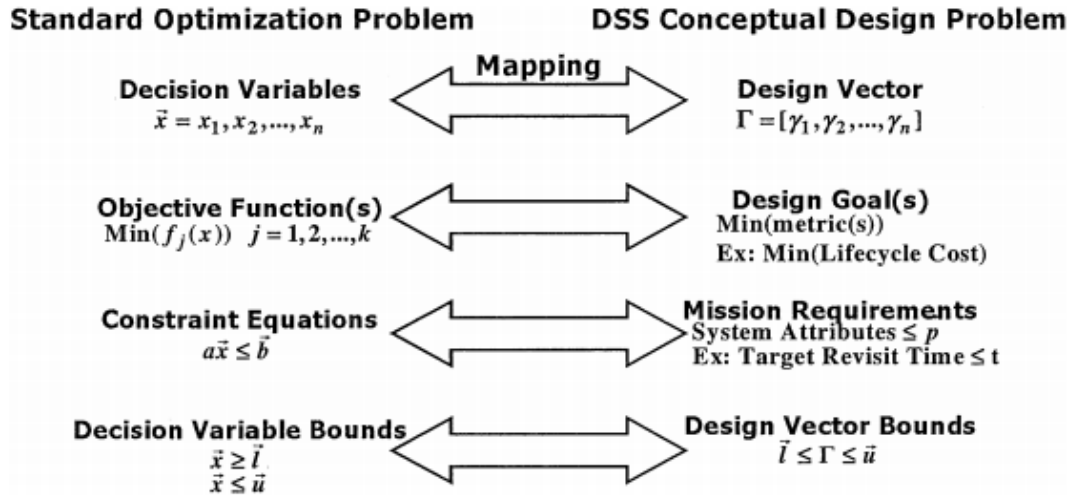 Standard Optimization Problem
DSS Conceptual Design Problem
Mapping
Decision Variables
x⃗ = x₁, x₂, ..., xₙ
Design Vector
Γ = [γ₁, γ₂, ..., γₙ]
Objective Function(s)
Min(fⱼ(x)) j = 1, 2, ..., k
Design Goal(s)
Min(metric(s))
Ex: Min(Lifecycle Cost)
Constraint Equations
ax⃗ ≤ b⃗
Mission Requirements
System Attributes ≤ p
Ex: Target Revisit Time ≤ t
Decision Variable Bounds
x⃗ ≥ l⃗
x⃗ ≤ u⃗
Design Vector Bounds
l⃗ ≤ Γ ≤ u⃗